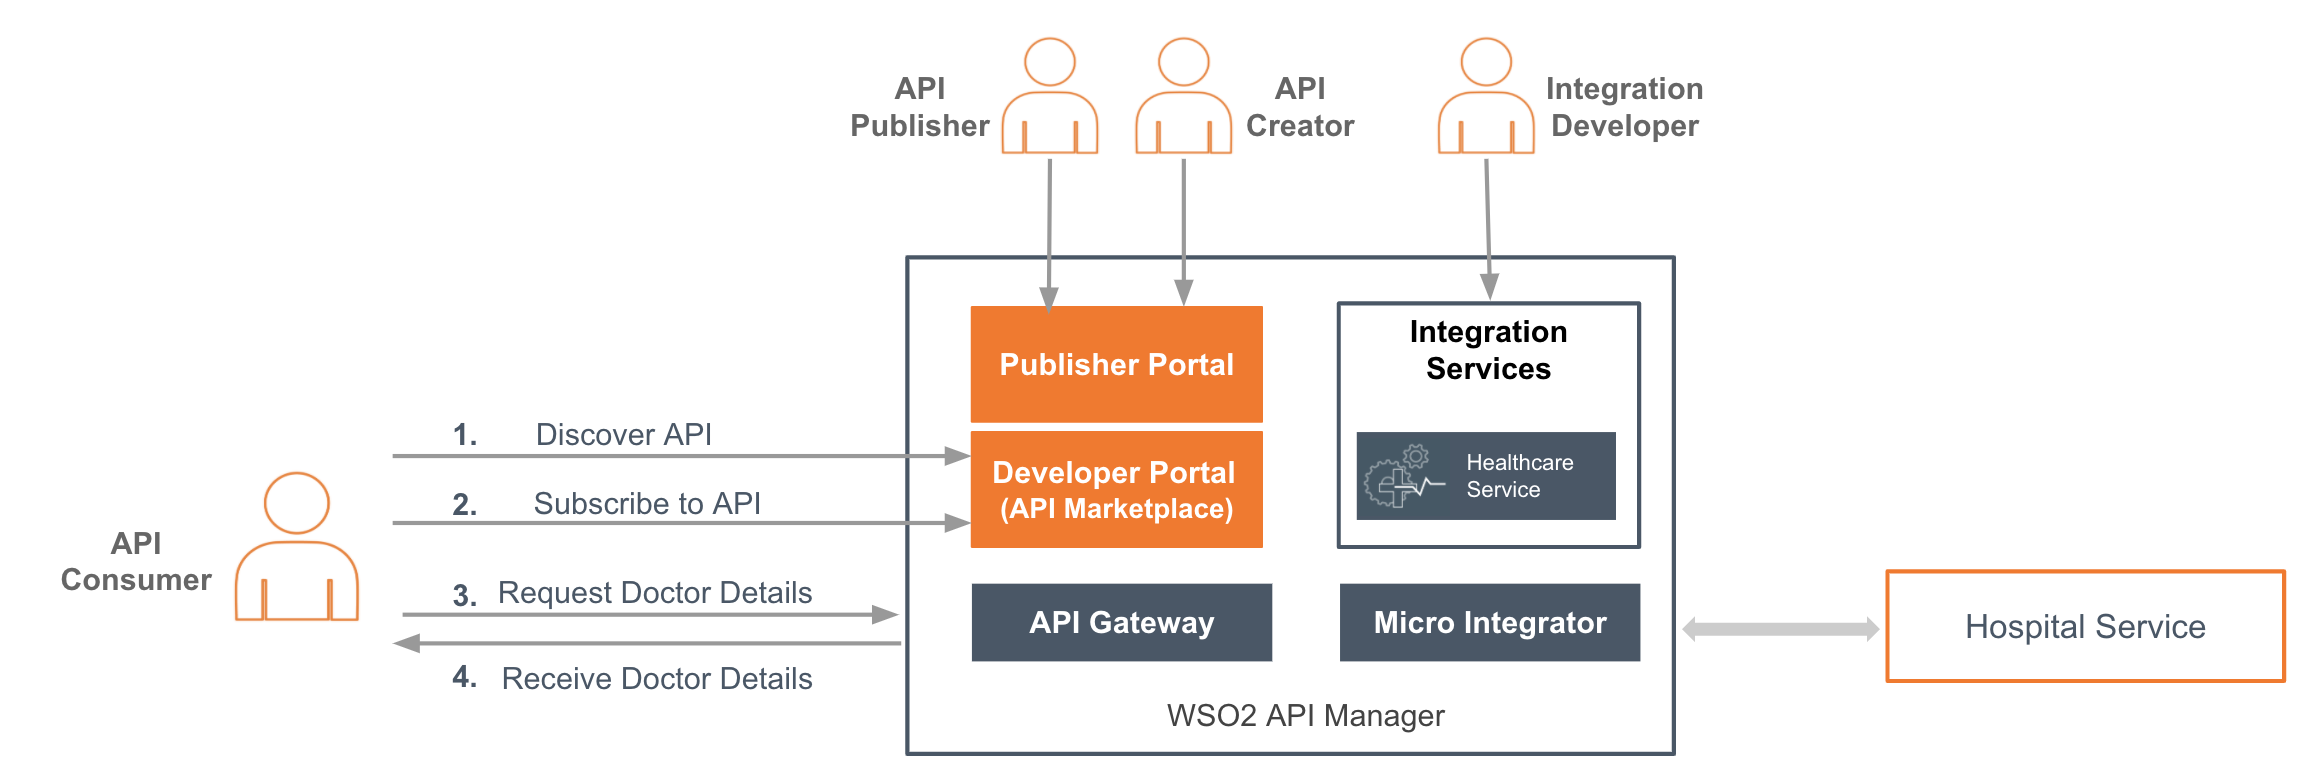 API
Publisher
API
Creator
Integration
Developer
Publisher Portal
Integration
Services
1. Discover API
Developer Portal
(API Marketplace)
Healthcare
Service
2. Subscribe to API
API
Consumer
3. Request Doctor Details
API Gateway
Micro Integrator
Hospital Service
4. Receive Doctor Details
WSO2 API Manager